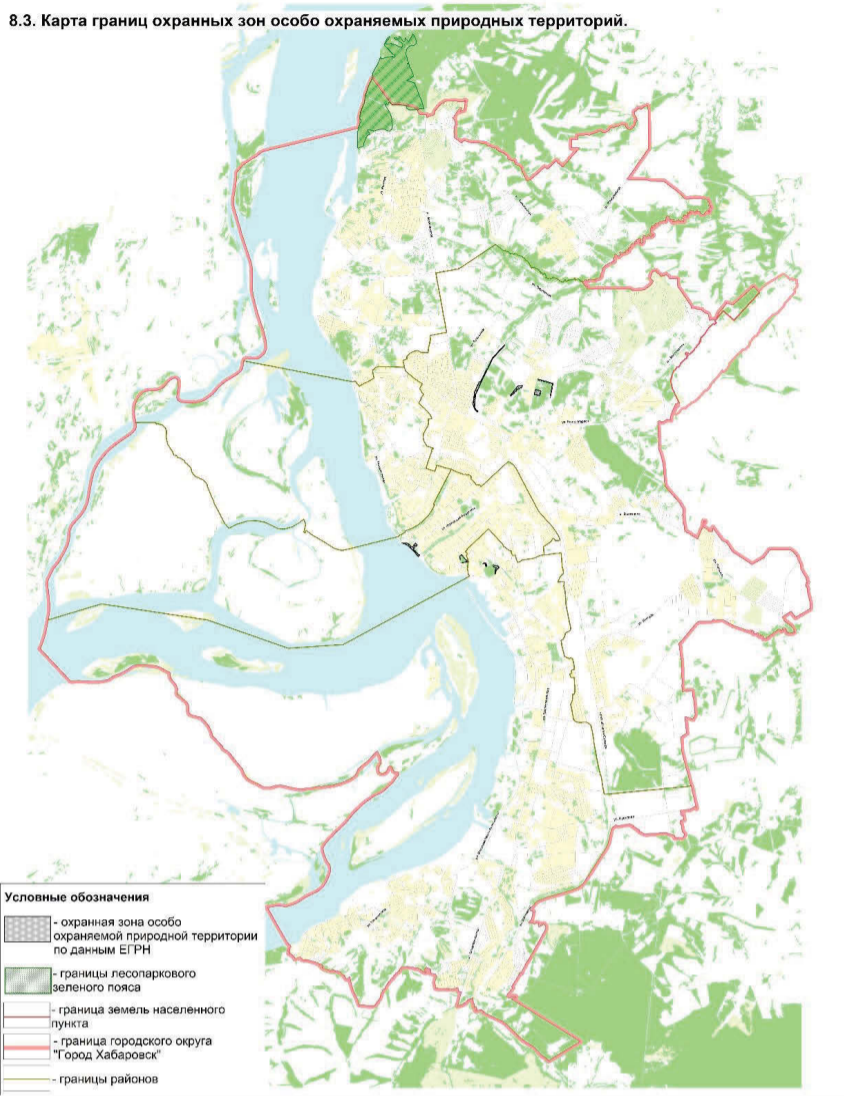 8.3. Карта границ охранных зон особо охраняемых природных территорий.
Условные обозначения
- охранная зона особо
охраняемой природной территории
по данным ЕГРН
- границы лесопаркового
зеленого пояса
- граница земель населенного
пункта
- граница городского округа
"Город Хабаровск"
- границы районов